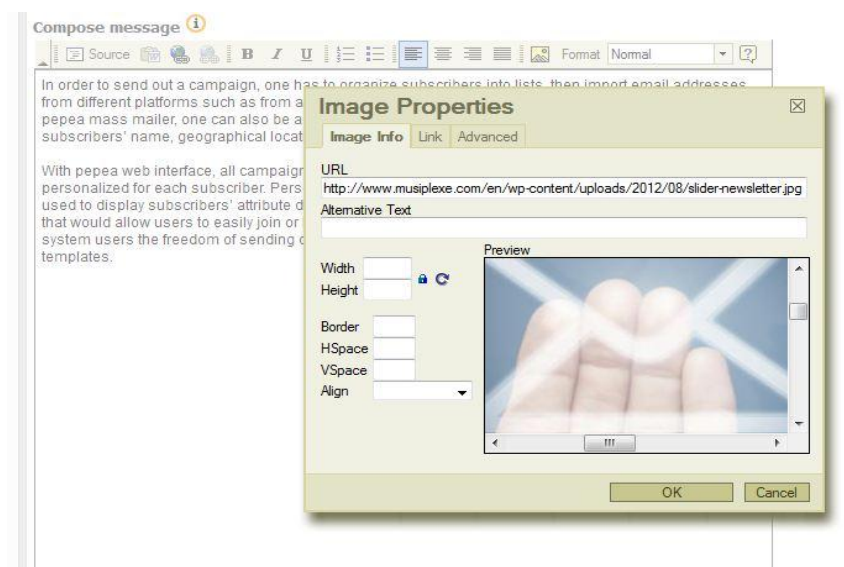 Compose message
Source B I U Format Normal
In order to send out a campaign, one has to organize subscribers into lists, then import email addresses
from different platforms such as from a
pepea mass mailer, one can also be a
subscribers' name, geographical locat
With pepea web interface, all campaign
personalized for each subscriber. Pers
used to display subscribers' attribute d
that would allow users to easily join or
system users the freedom of sending
templates.
Image Properties
Image Info Link Advanced
URL
http://www.musiplexe.com/en/wp-content/uploads/2012/08/slider-newsletter.jpg
Alternative Text
Preview
Width
Height
Border
HSpace
VSpace
Align
OK Cancel